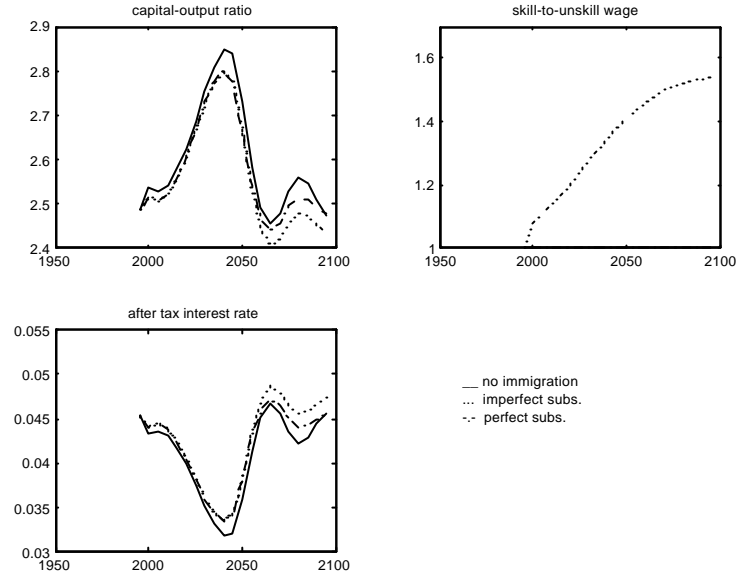 capital-output ratio
2.9
2.8
2.7
2.6
2.5
2.4
1950 2000 2050 2100
skill-to-unskill wage
1.6
1.4
1.2
1
1950 2000 2050 2100
after tax interest rate
0.055
0.05
0.045
0.04
0.035
0.03
1950 2000 2050 2100
__ no immigration
... imperfect subs.
-.- perfect subs.